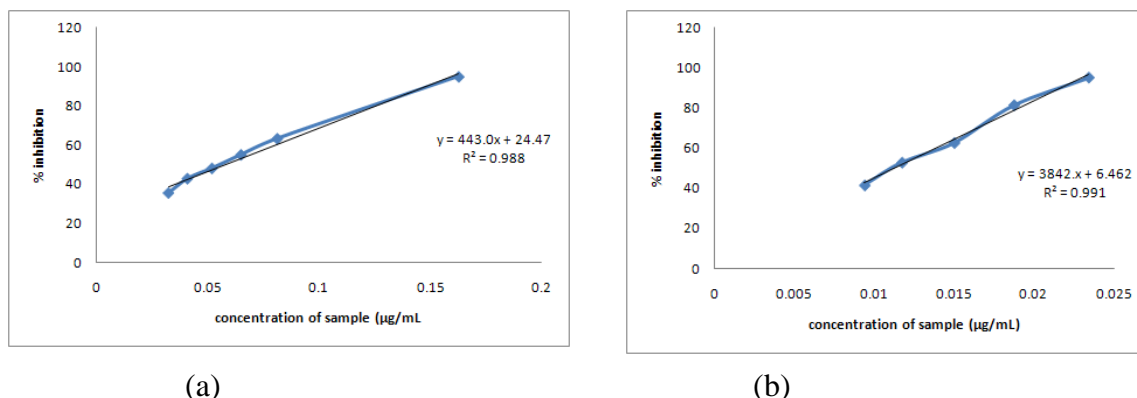 120
100
80
60
40
20
0
% inhibition
y = 443.0x + 24.47
R² = 0.988
0 0.05 0.1 0.15 0.2
concentration of sample (µg/mL
(a)
120
100
80
60
40
20
0
% inhibition
y = 3842.x + 6.462
R² = 0.991
0 0.005 0.01 0.015 0.02 0.025
concentration of sample (µg/mL)
(b)